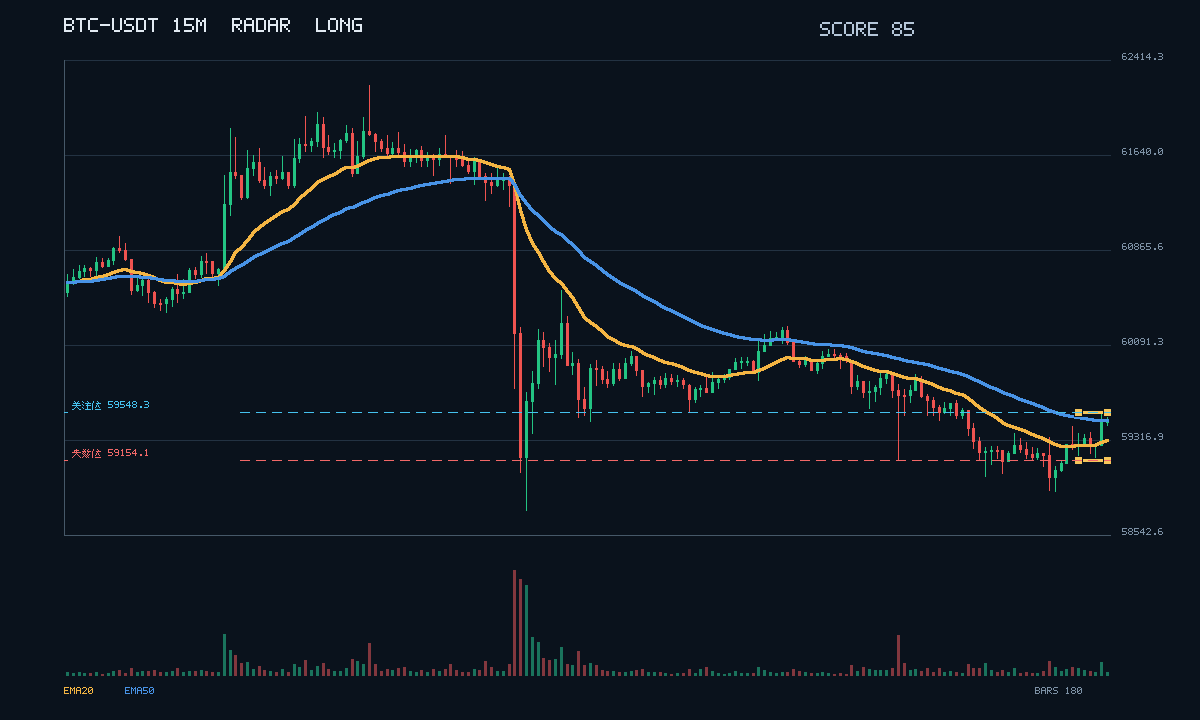 BTC-USDT 15M RADAR LONG
SCORE 85
62414.3
61640.0
60865.6
60091.3
关注位 59548.3
59316.9
失效位 59154.1
58542.6
EMA20 EMA50
BARS 180